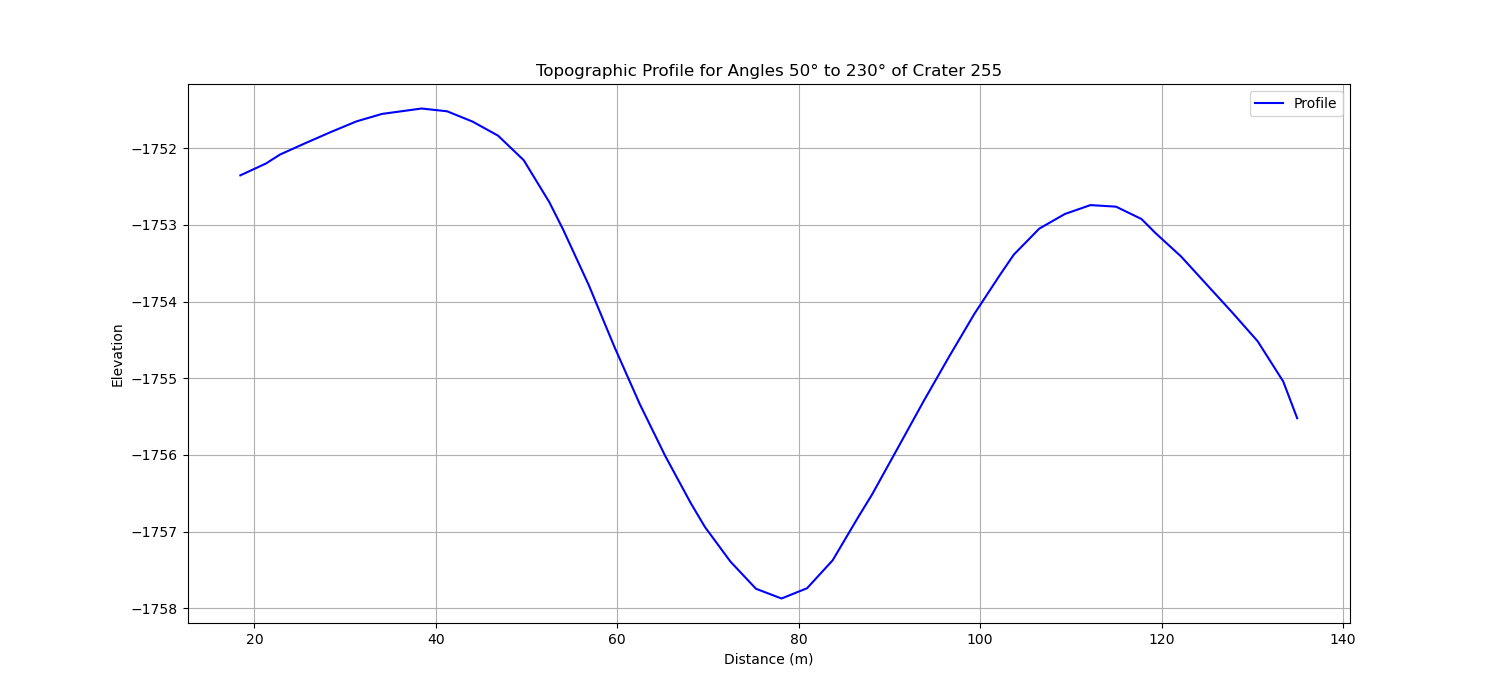 Topographic Profile for Angles 50° to 230° of Crater 255
Profile
Elevation
−1752
−1753
−1754
−1755
−1756
−1757
−1758
20 40 60 80 100 120 140
Distance (m)